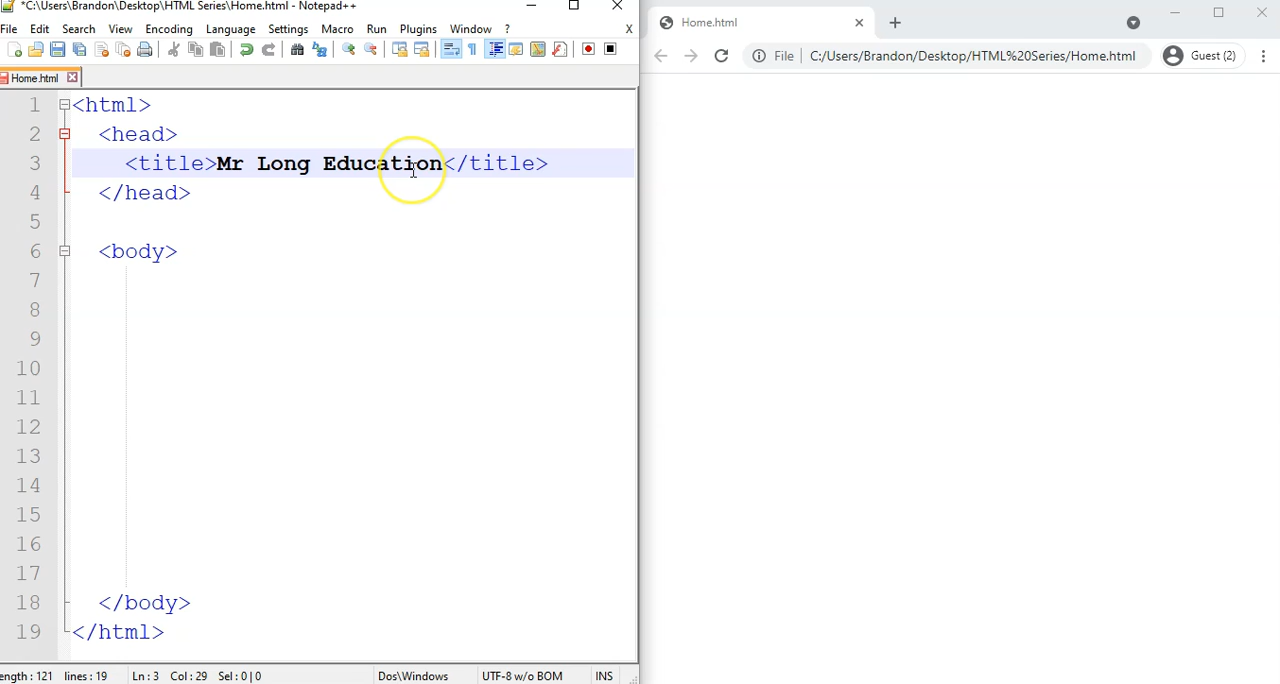 *C:\Users\Brandon\Desktop\HTML Series\Home.html - Notepad++
File Edit Search View Encoding Language Settings Macro Run Plugins Window ? X
Home.html
1 <html>
2 <head>
3 <title>Mr Long Education</title>
4 </head>
5
6 <body>
7
8
9
10
11
12
13
14
15
16
17
18 </body>
19 </html>
ength : 121 lines : 19 Ln : 3 Col : 29 Sel : 0 | 0 Dos\Windows UTF-8 w/o BOM INS
Home.html
File C:/Users/Brandon/Desktop/HTML%20Series/Home.html Guest (2)